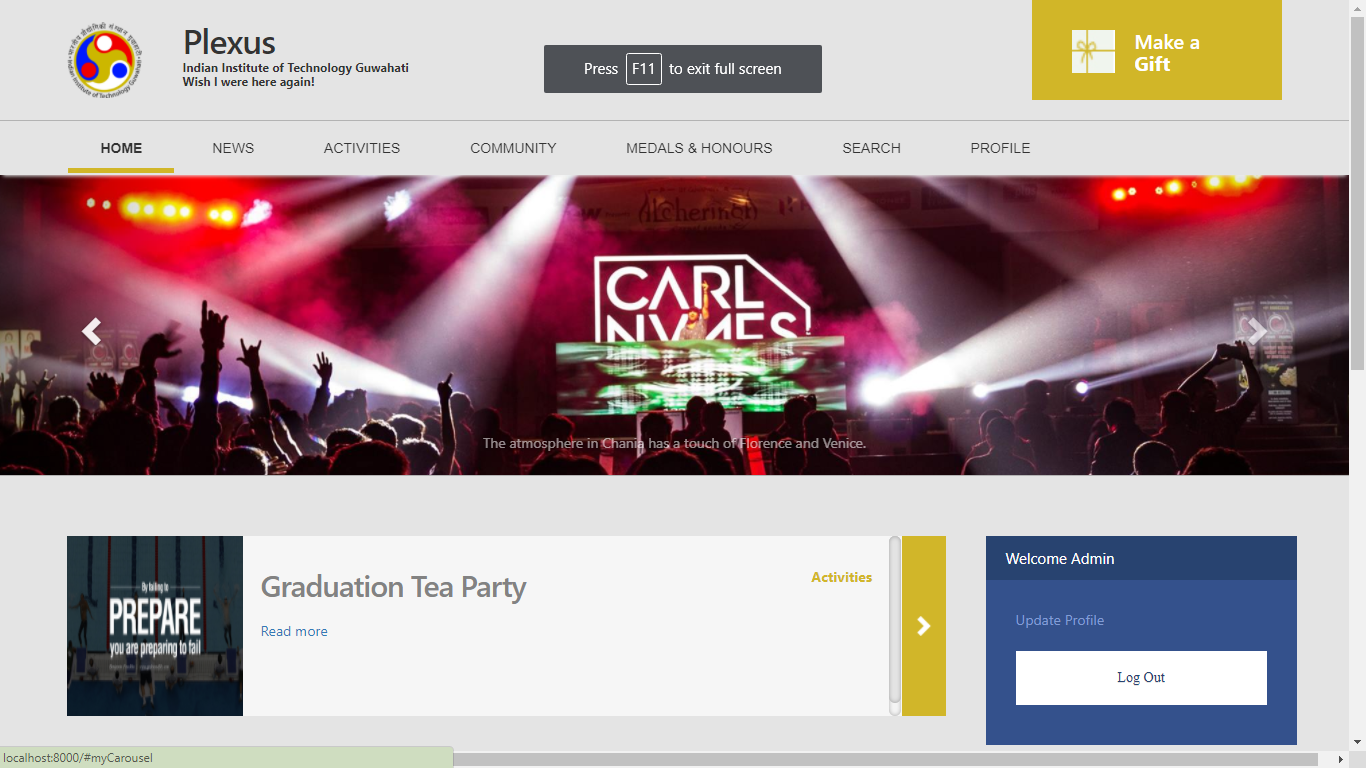 Plexus
Indian Institute of Technology Guwahati
Wish I were here again!
Press F11 to exit full screen
Make a
Gift
HOME NEWS ACTIVITIES COMMUNITY MEDALS & HONOURS SEARCH PROFILE
Alcheringa
CARL
NVAES
The atmosphere in Chania has a touch of Florence and Venice.
By failing to
PREPARE
you are preparing to fail
Graduation Tea Party
Activities
Read more
Welcome Admin
Update Profile
Log Out
localhost:8000/#myCarousel